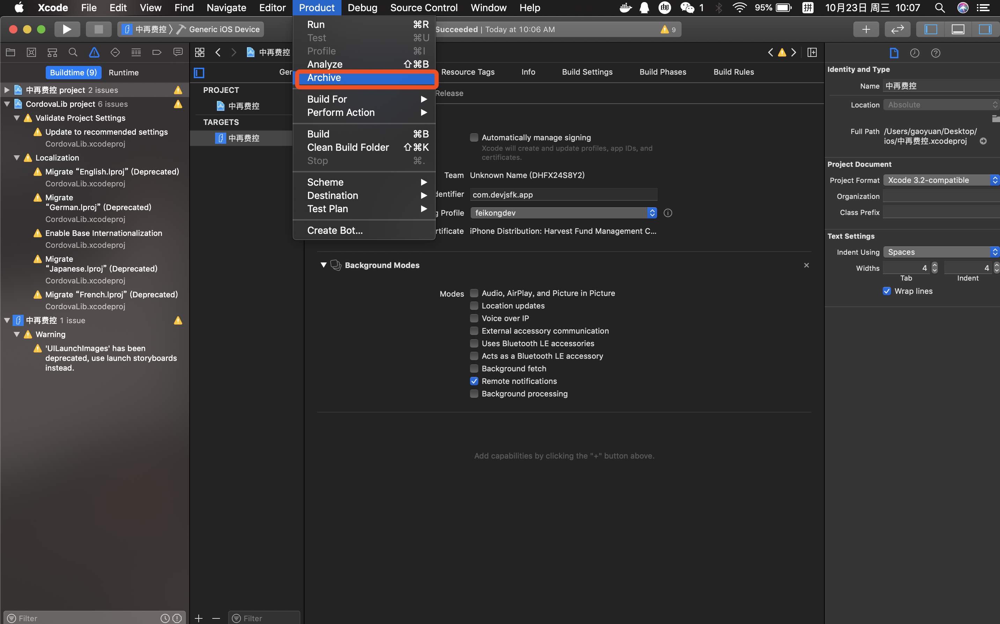 Xcode File Edit View Find Navigate Editor Product Debug Source Control Window Help 1 95% 拼 10月23日 周三 10:07
中再费控 Generic iOS Device
Succeeded | Today at 10:06 AM 9
Run ⌘R
Test ⌘U
Profile ⌘I
Analyze ⇧⌘B
Archive
Build For
Perform Action
Build ⌘B
Clean Build Folder ⇧⌘K
Stop ⌘.
Scheme
Destination
Test Plan
Create Bot...
Buildtime (9) Runtime
中再费控 project 2 issues
CordovaLib project 6 issues
Validate Project Settings
Update to recommended settings
CordovaLib.xcodeproj
Localization
Migrate “English.lproj” (Deprecated)
CordovaLib.xcodeproj
Migrate
“German.lproj” (Deprecated)
CordovaLib.xcodeproj
Enable Base Internationalization
CordovaLib.xcodeproj
Migrate
“Japanese.lproj” (Deprecated)
CordovaLib.xcodeproj
Migrate “French.lproj” (Deprecated)
CordovaLib.xcodeproj
中再费控 1 issue
Warning
'UILaunchImages' has been
deprecated, use launch storyboards
instead.
Filter
中再费控
PROJECT
中再费控
TARGETS
中再费控
Filter
Ger Resource Tags Info Build Settings Build Phases Build Rules
Release
Automatically manage signing
Xcode will create and update profiles, app IDs, and
certificates.
Team Unknown Name (DHFX24S8Y2)
dentifier com.devjsfk.app
g Profile feikongdev
rtificate iPhone Distribution: Harvest Fund Management C...
Background Modes
Modes Audio, AirPlay, and Picture in Picture
Location updates
Voice over IP
External accessory communication
Uses Bluetooth LE accessories
Acts as a Bluetooth LE accessory
Background fetch
Remote notifications
Background processing
Add capabilities by clicking the "+" button above.
Identity and Type
Name 中再费控
Location Absolute
Full Path /Users/gaoyuan/Desktop/
ios/中再费控.xcodeproj
Project Document
Project Format Xcode 3.2-compatible
Organization
Class Prefix
Text Settings
Indent Using Spaces
Widths 4 4
Tab Indent
Wrap lines